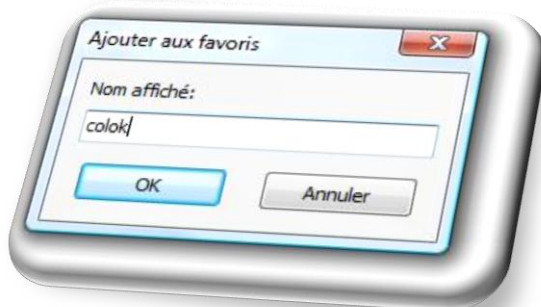 Ajouter aux favoris
Nom affiché:
colok
OK
Annuler